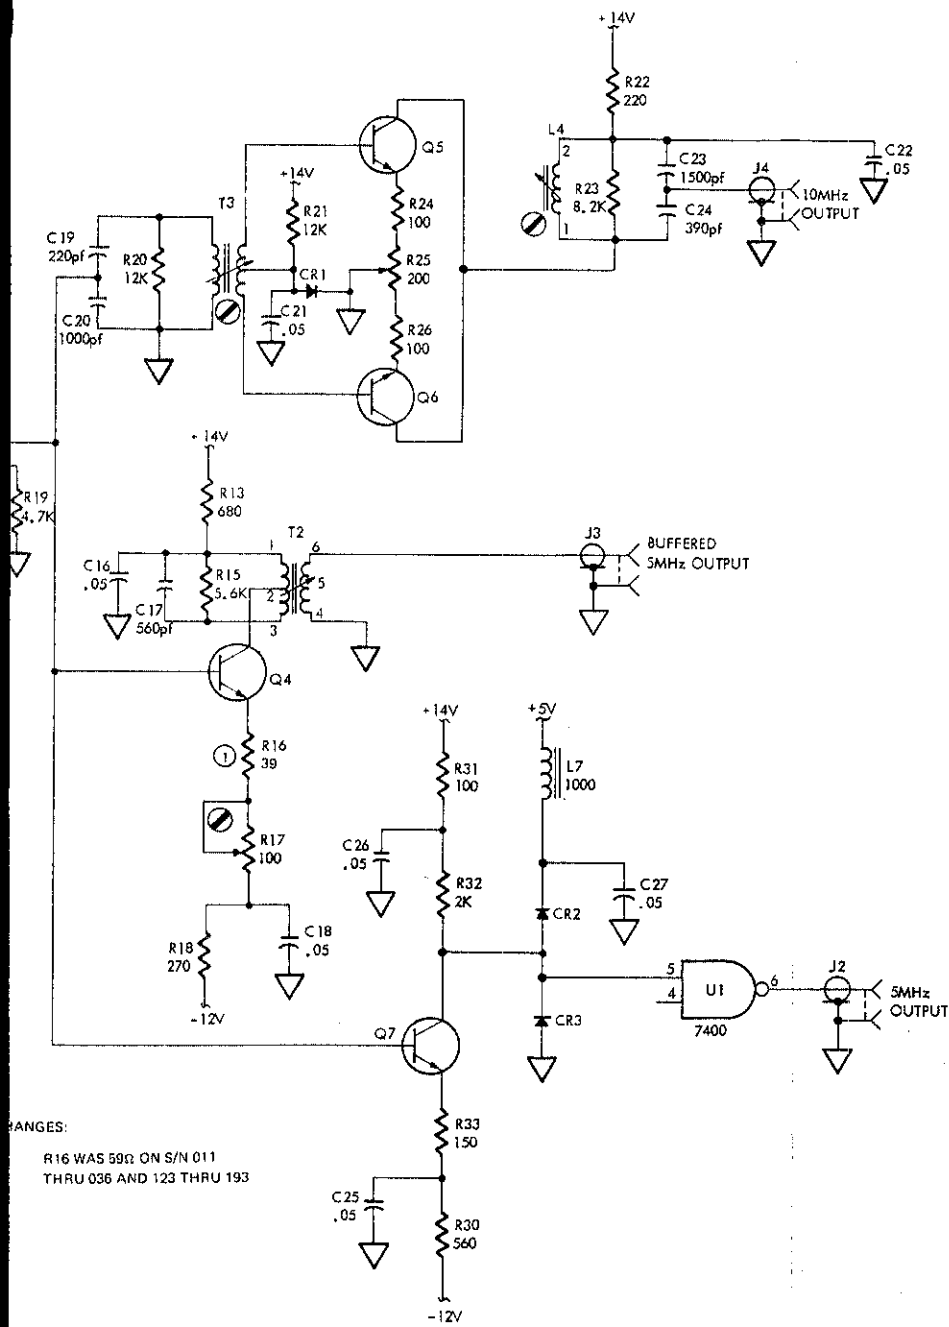 +14V
R22
220
L4
2
1
R23
8.2K
C23
1500pf
C24
390pf
C22
.05
J4
10MHz
OUTPUT
Q5
+14V
R21
12K
R24
100
R25
200
R26
100
CR1
C21
.05
T3
C19
220pf
R20
12K
C20
1000pf
Q6
R19
4.7K
+14V
R13
680
T2
1
6
2
5
3
4
C16
.05
C17
560pf
R15
5.6K
J3
BUFFERED
5MHz OUTPUT
Q4
1
R16
39
R17
100
R18
270
C18
.05
-12V
+14V
R31
100
C26
.05
R32
2K
+5V
L7
1000
C27
.05
CR2
CR3
5
4
U1
6
7400
J2
5MHz
OUTPUT
Q7
R33
150
C25
.05
R30
560
-12V
HANGES:
R16 WAS 59Ω ON S/N 011
THRU 036 AND 123 THRU 193